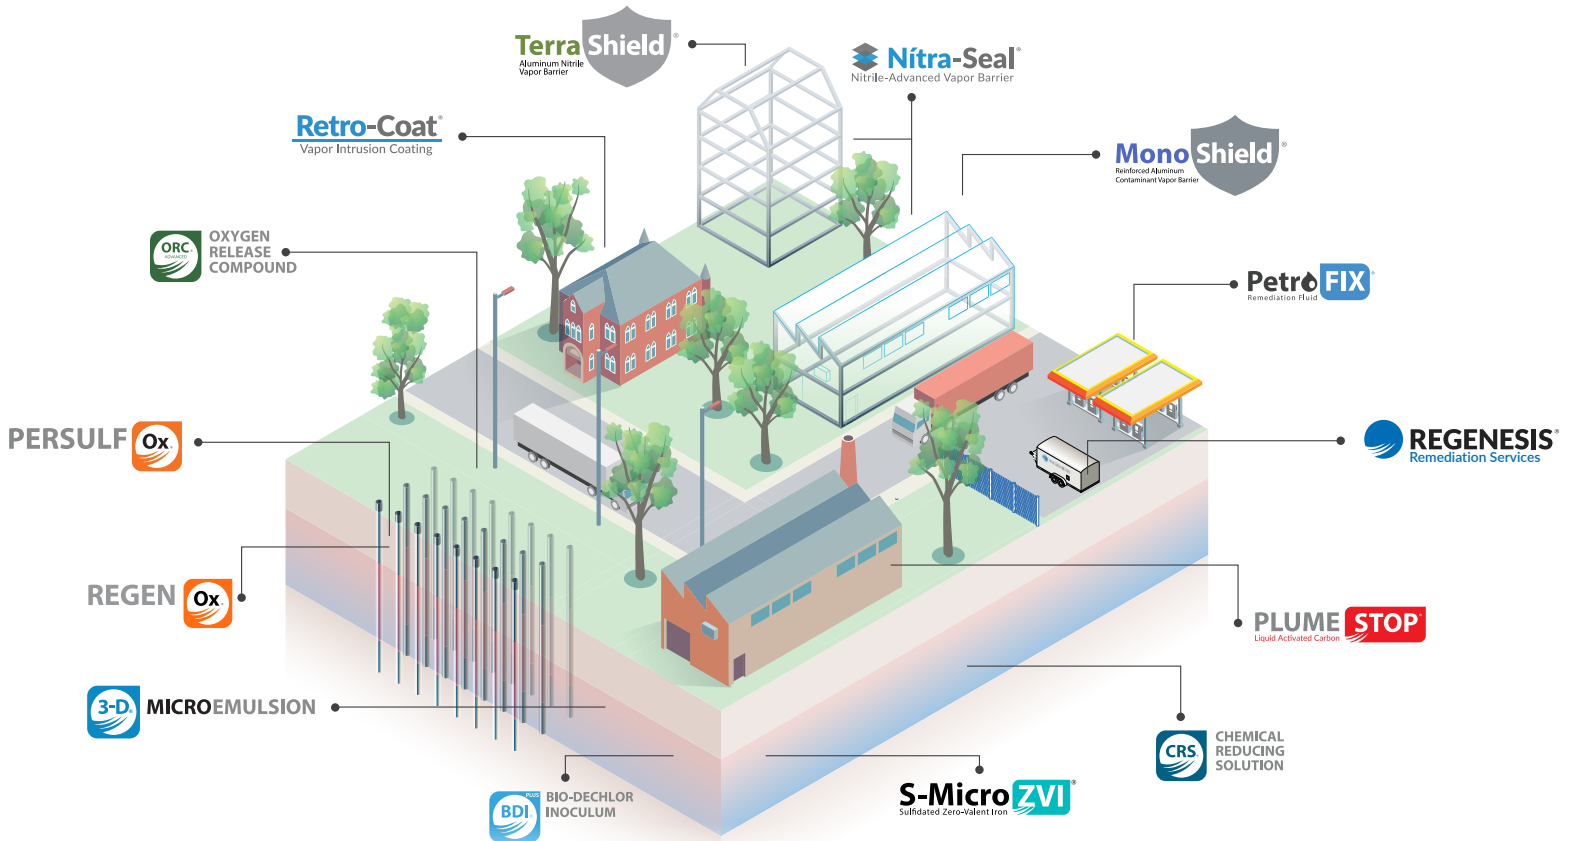 TerraShield®
Aluminum Nitrile
Vapor Barrier
Nítra-Seal®
Nitrile-Advanced Vapor Barrier
Retro-Coat®
Vapor Intrusion Coating
MonoShield®
Reinforced Aluminum
Contaminant Vapor Barrier
ORC®
ADVANCED
OXYGEN
RELEASE
COMPOUND
PetroFIX®
Remediation Fluid
PERSULF Ox®
REGENESIS®
Remediation Services
REGEN Ox®
PLUME STOP®
Liquid Activated Carbon
3-D® MICROEMULSION
CRS®
CHEMICAL
REDUCING
SOLUTION
BDI® PLUS
BIO-DECHLOR
INOCULUM
S-MicroZVI®
Sulfidated Zero-Valent Iron